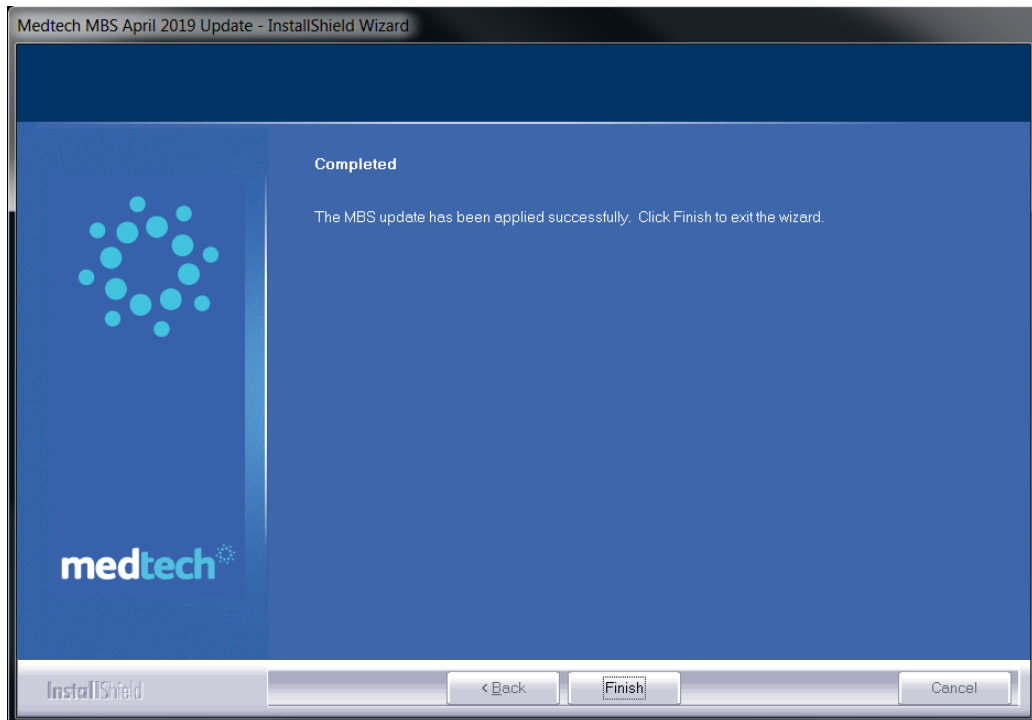 Medtech MBS April 2019 Update - InstallShield Wizard
Completed
The MBS update has been applied successfully. Click Finish to exit the wizard.
medtech
InstallShield
< Back
Finish
Cancel